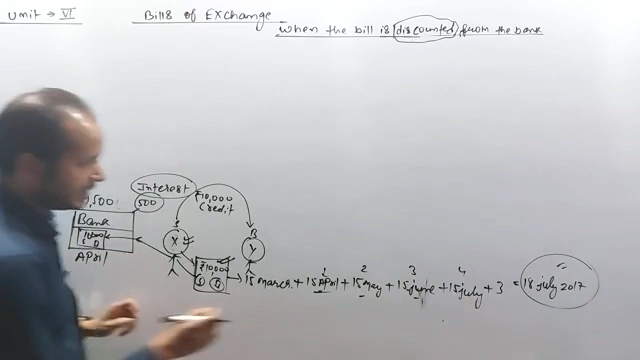 Unit → VI
Bills of Exchange
When the bill is discounted from the bank
Interest
500
₹10,000
Credit
Bank
April
X
B
Y
₹10,000
15 march + 15 April + 15 may + 15 june + 15 july + 3 = 18 july 2017
1 2 3 4